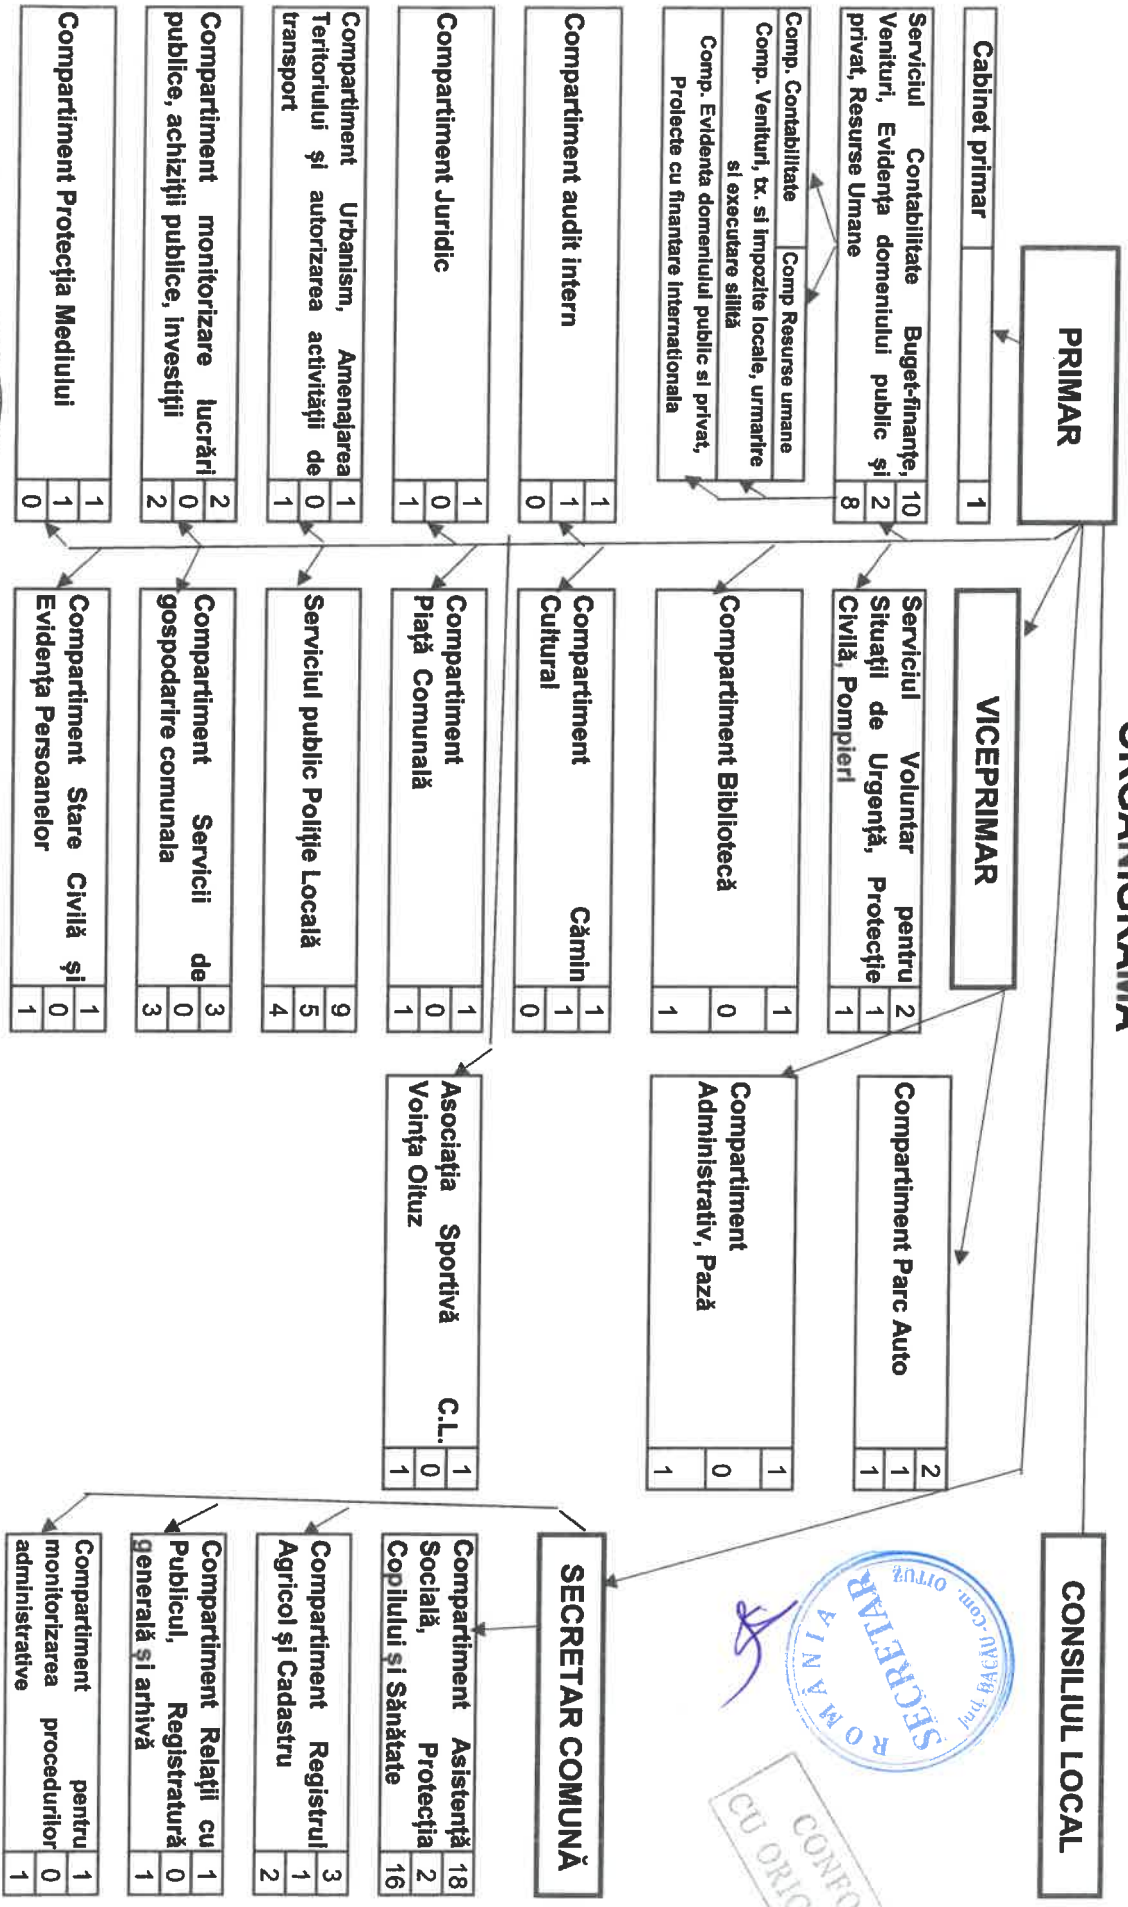 ORGANIGRAMA
PRIMAR
VICEPRIMAR
CONSILIUL LOCAL
Cabinet primar 1
Serviciul Contabilitate Buget-finanțe,
Venituri, Evidența domeniului public și
privat, Resurse Umane
10
2
8
Comp. Contabilitate
Comp Resurse umane
Comp. Venituri, tx. si impozite locale, urmarire
si executare silită
Comp. Evidenta domeniului public si privat,
Proiecte cu finantare internationala
Compartiment audit intern
1
1
0
Compartiment Juridic
1
0
1
Compartiment Urbanism, Amenajarea
Teritoriului și autorizarea activității de
transport
1
0
1
Compartiment monitorizare lucrări
publice, achiziții publice, investiții
2
0
2
Compartiment Protecția Mediului
1
1
0
Serviciul Voluntar pentru
Situații de Urgență, Protecție
Civilă, Pompieri
2
1
1
Compartiment Bibliotecă
1
0
1
Compartiment Cămin
Cultural
1
1
0
Compartiment
Piață Comunală
1
0
1
Serviciul public Poliție Locală
9
5
4
Compartiment Servicii de
gospodarire comunala
3
0
3
Compartiment Stare Civilă și
Evidența Persoanelor
1
0
1
Compartiment Parc Auto
2
1
1
Compartiment
Administrativ, Pază
1
0
1
Asociația Sportivă C.L.
Voința Oituz
1
0
1
SECRETAR COMUNĂ
Compartiment Asistență
Socială, Protecția
Copilului și Sănătate
18
2
16
Compartiment Registrul
Agricol și Cadastru
3
1
2
Compartiment Relații cu
Publicul, Registratură
generală si arhivă
1
0
1
Compartiment pentru
monitorizarea procedurilor
administrative
1
0
1
ROMÂNIA
Jud. BACĂU-Com. OITUZ
SECRETAR
CONFO
CU ORIG